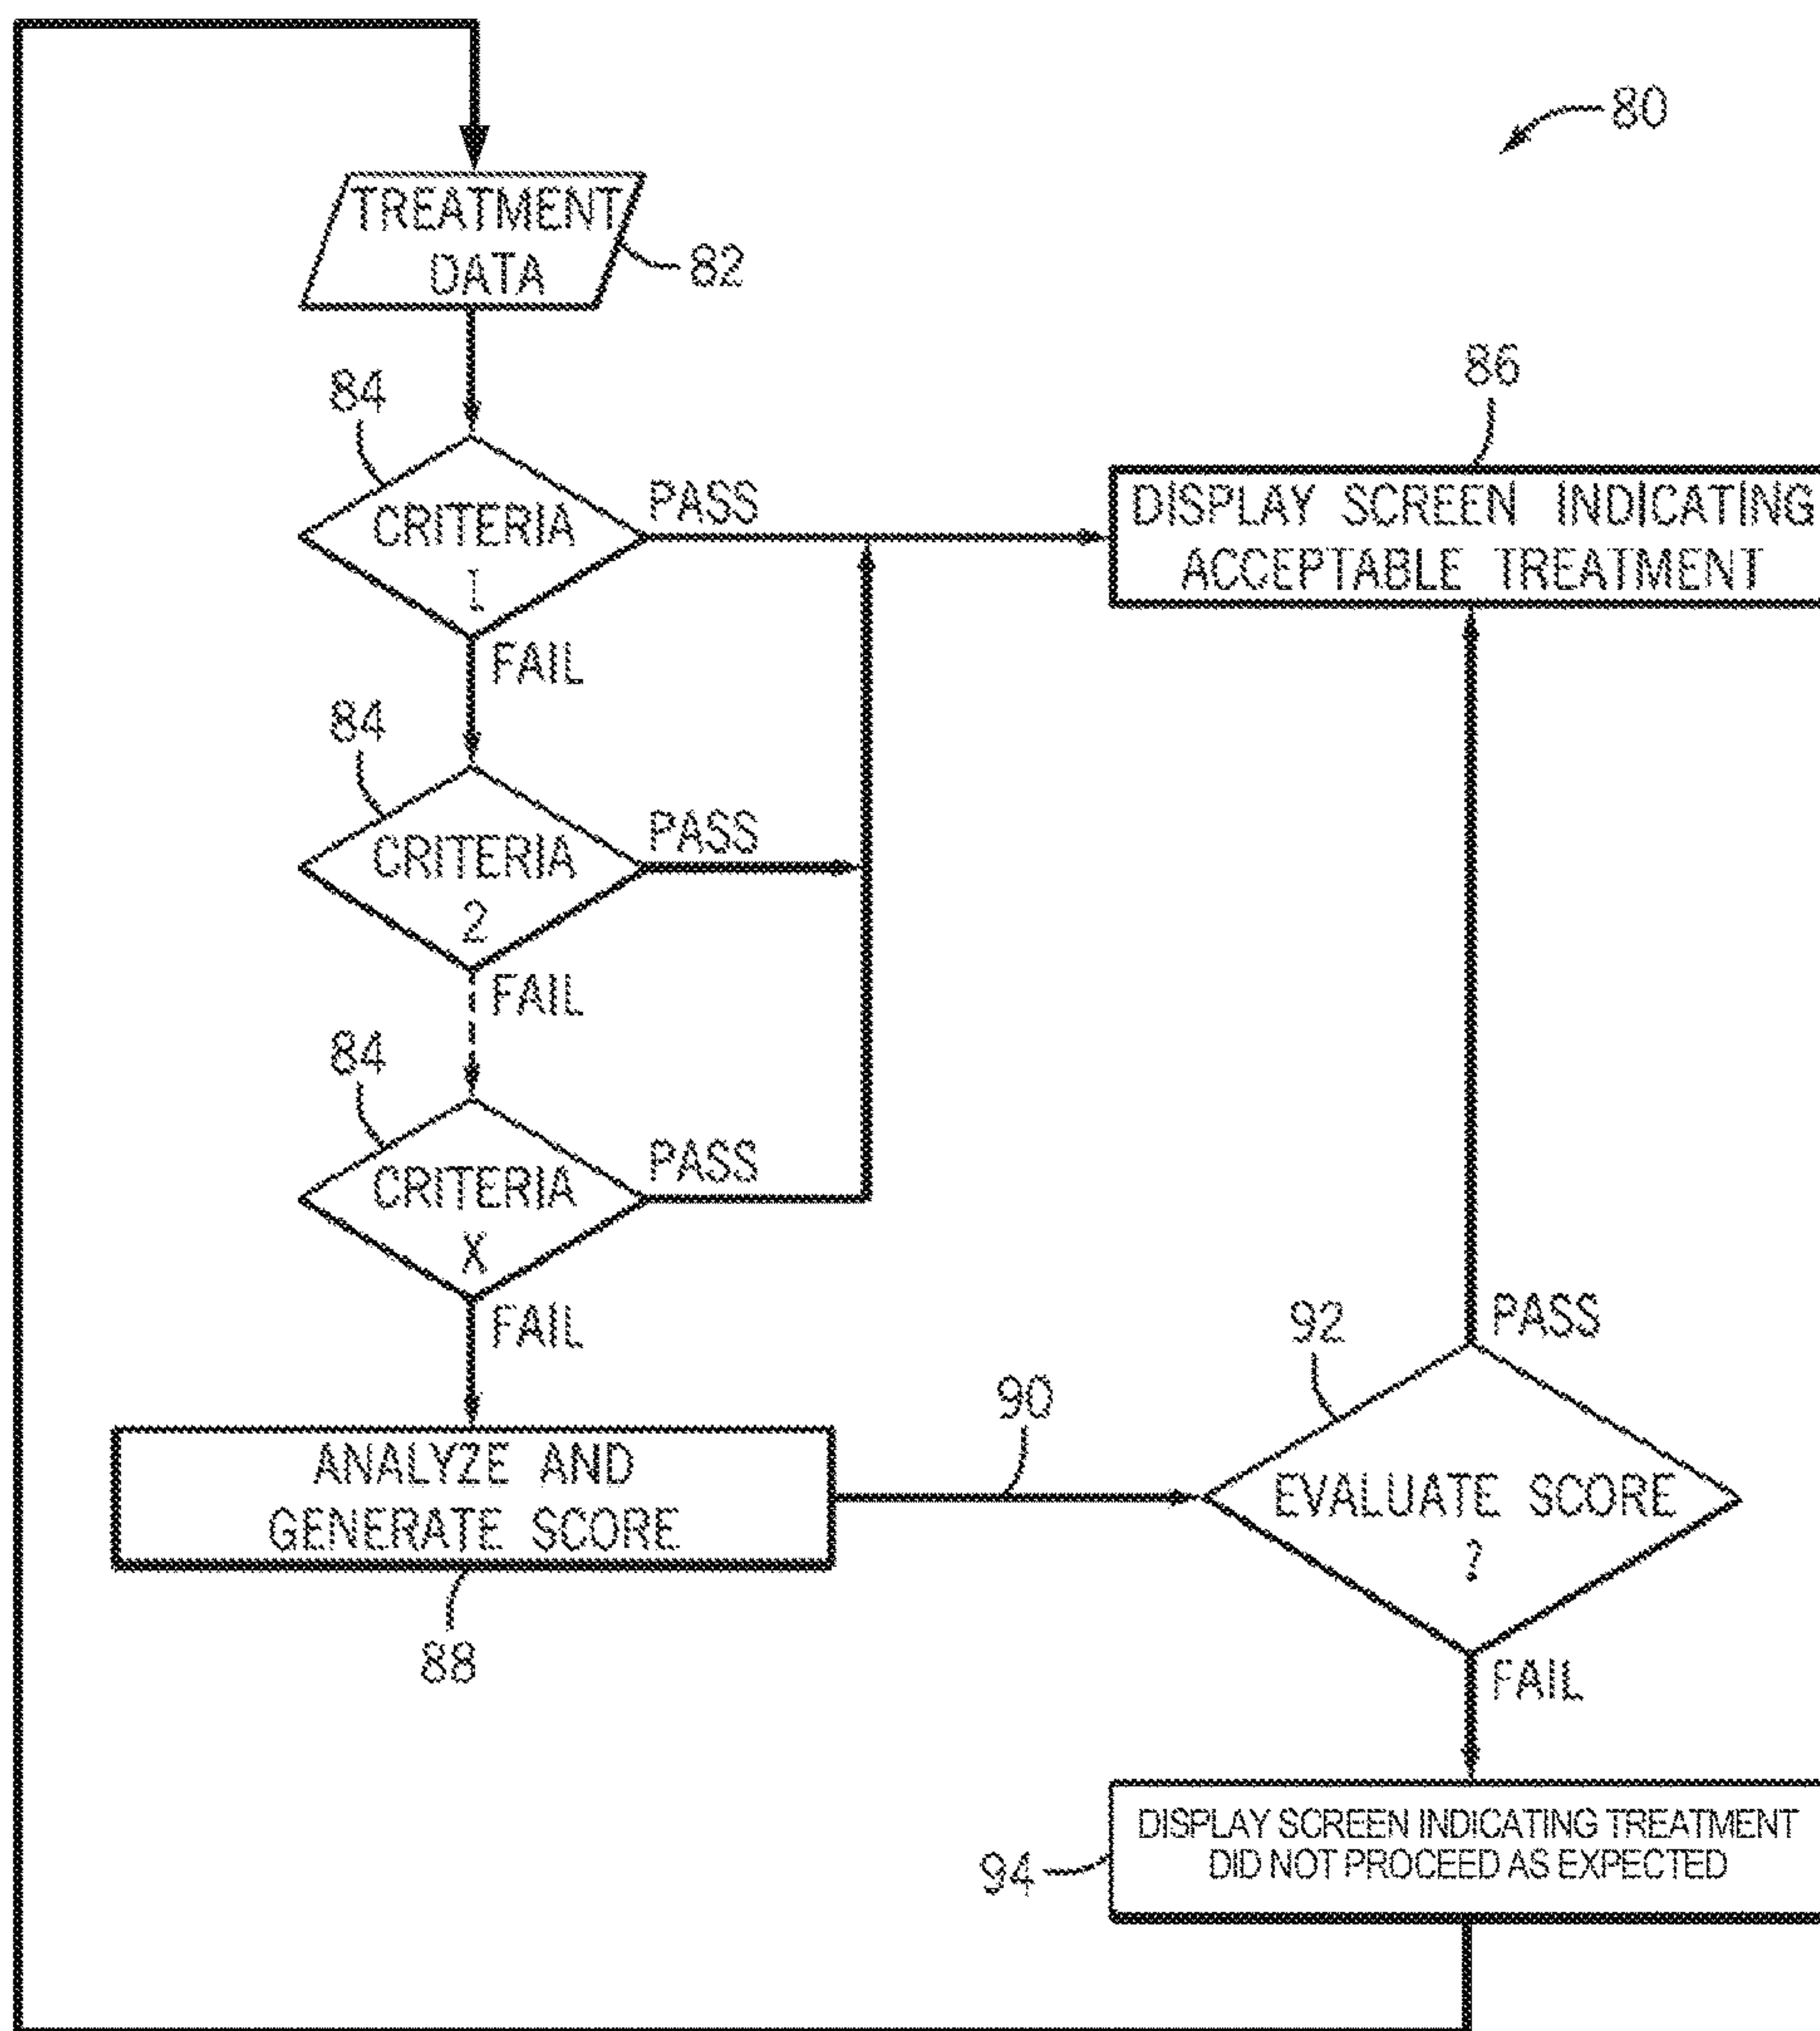 80
TREATMENT
DATA
82
84
CRITERIA
1
PASS
FAIL
86
DISPLAY SCREEN INDICATING
ACCEPTABLE TREATMENT
84
CRITERIA
2
PASS
FAIL
84
CRITERIA
X
PASS
FAIL
ANALYZE AND
GENERATE SCORE
88
90
92
PASS
EVALUATE SCORE
?
FAIL
DISPLAY SCREEN INDICATING TREATMENT
DID NOT PROCEED AS EXPECTED
94